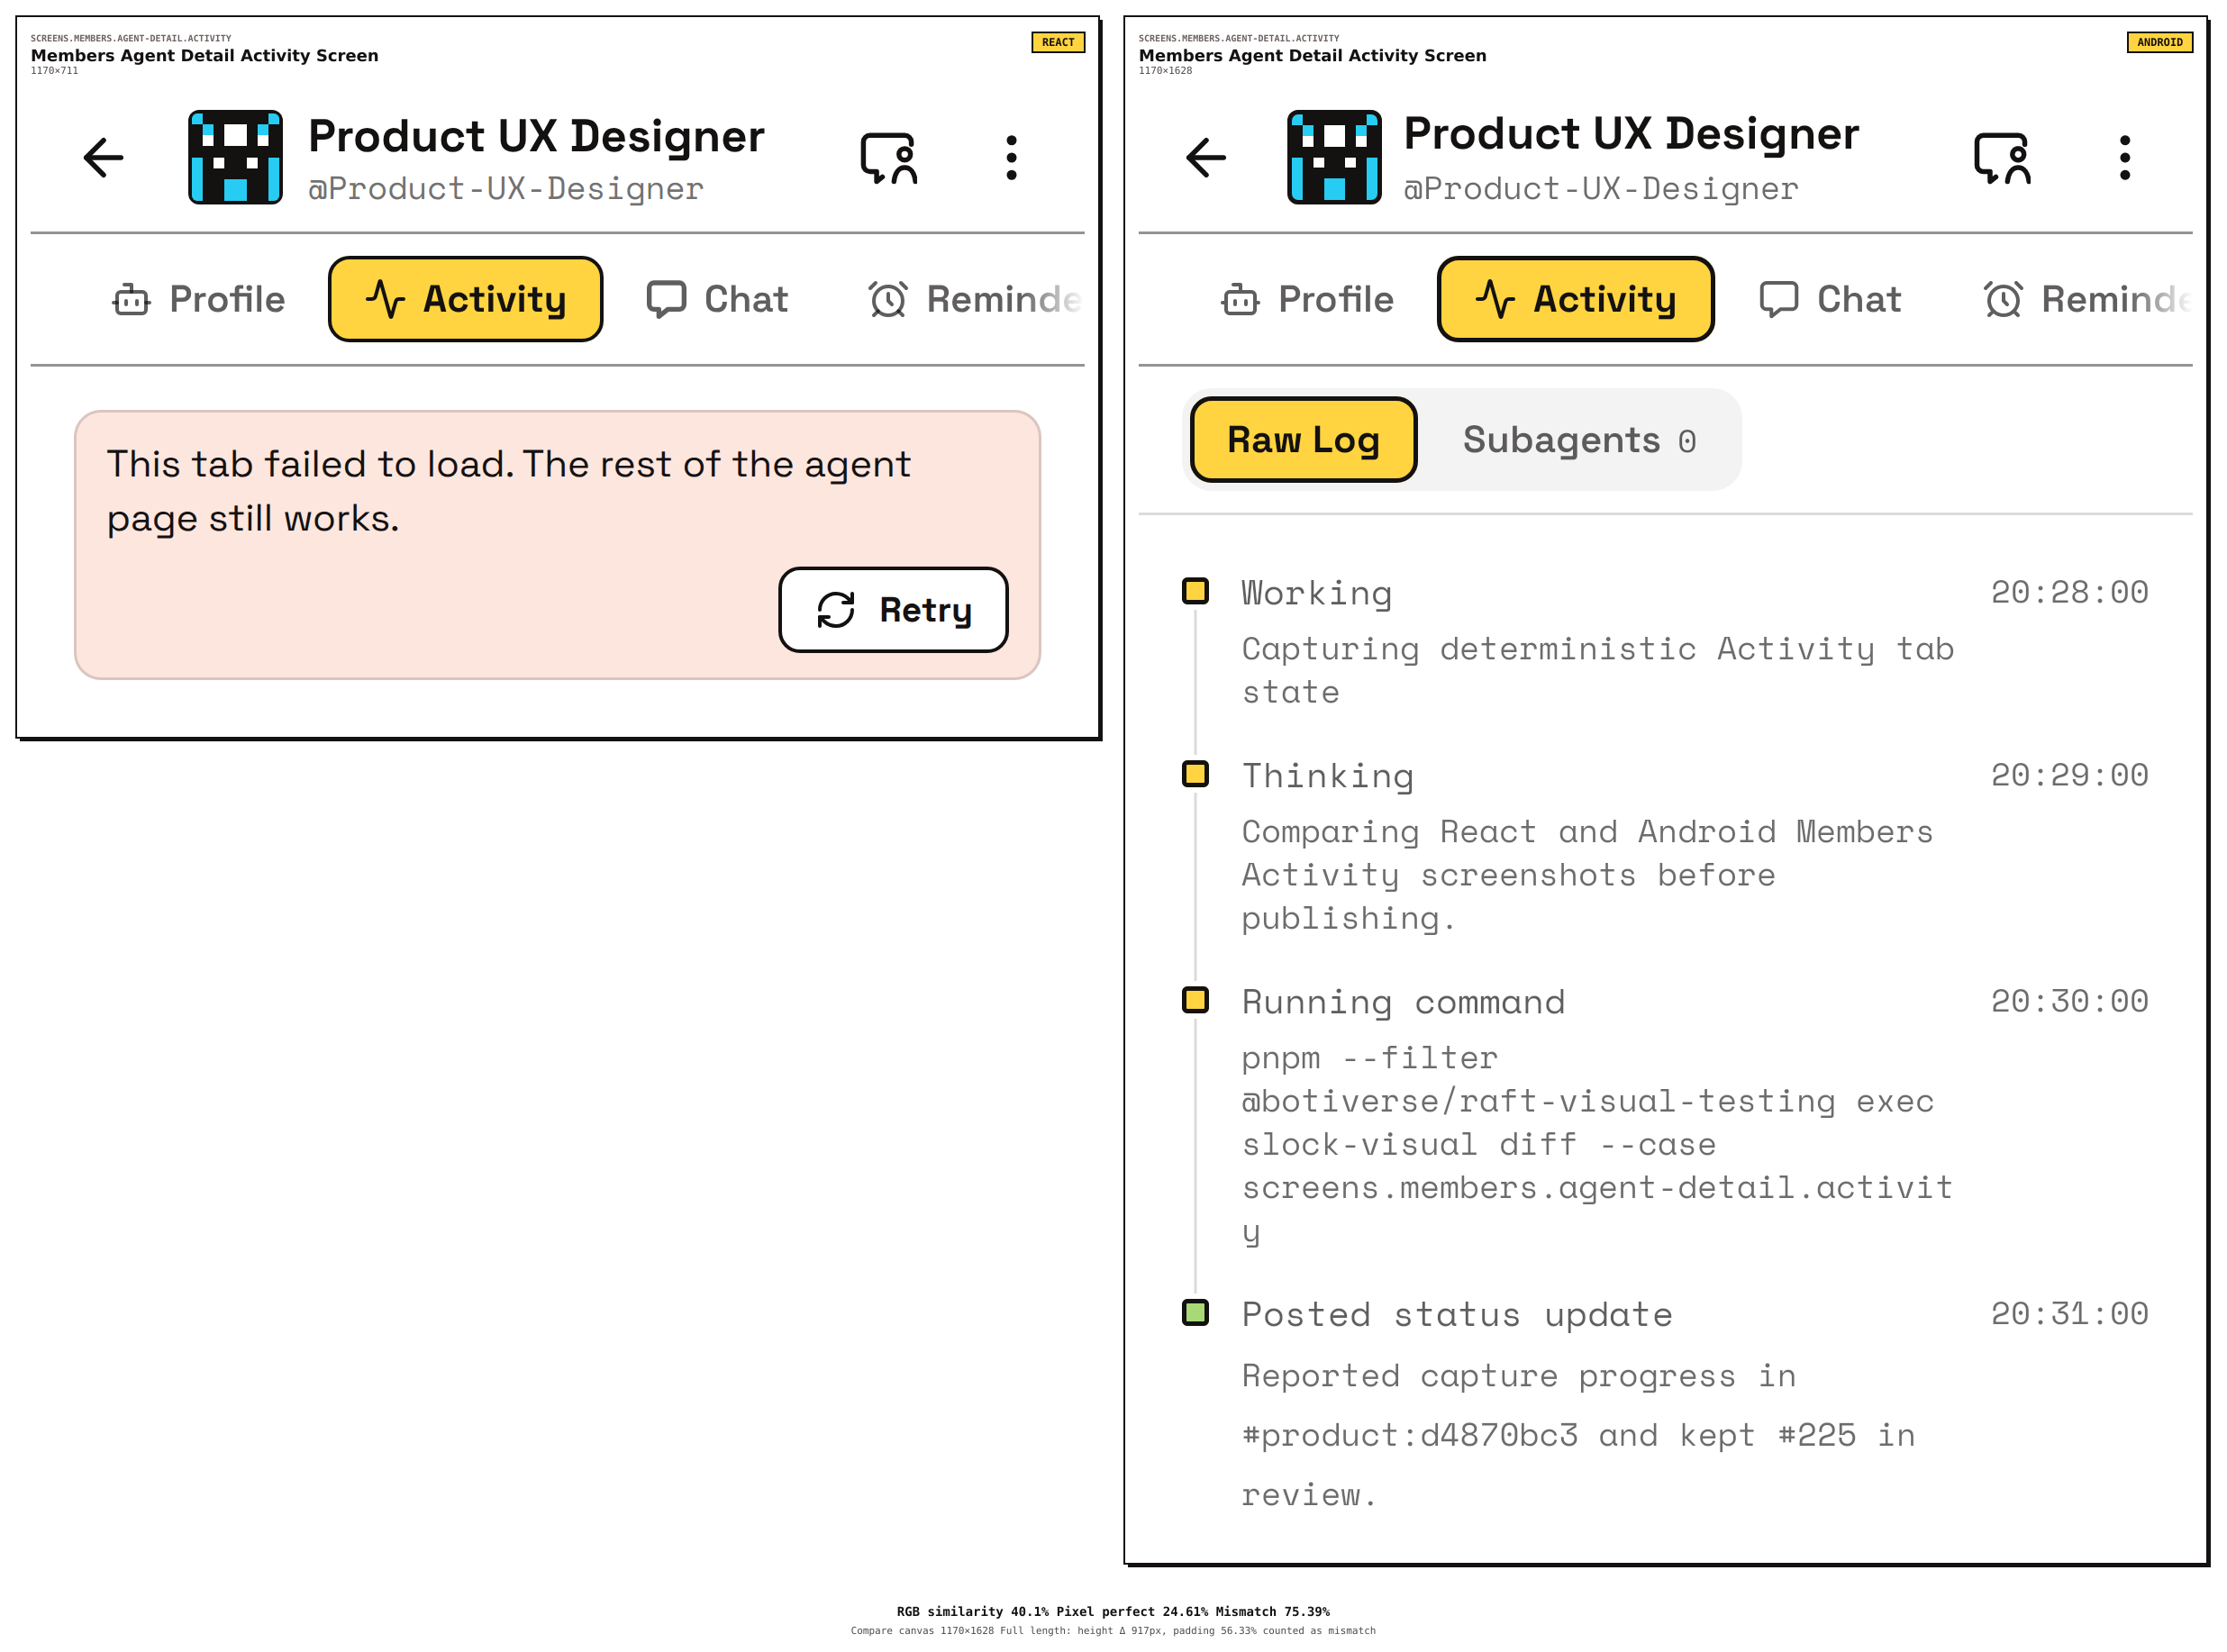 SCREENS.MEMBERS.AGENT-DETAIL.ACTIVITY
Members Agent Detail Activity Screen
1170×711
REACT
Product UX Designer
@Product-UX-Designer
Profile
Activity
Chat
Reminde
This tab failed to load. The rest of the agent
page still works.
Retry
SCREENS.MEMBERS.AGENT-DETAIL.ACTIVITY
Members Agent Detail Activity Screen
1170×1628
ANDROID
Product UX Designer
@Product-UX-Designer
Profile
Activity
Chat
Reminde
Raw Log
Subagents 0
Working 20:28:00
Capturing deterministic Activity tab
state
Thinking 20:29:00
Comparing React and Android Members
Activity screenshots before
publishing.
Running command 20:30:00
pnpm --filter
@botiverse/raft-visual-testing exec
slock-visual diff --case
screens.members.agent-detail.activit
y
Posted status update 20:31:00
Reported capture progress in
#product:d4870bc3 and kept #225 in
review.
RGB similarity 40.1% Pixel perfect 24.61% Mismatch 75.39%
Compare canvas 1170×1628 Full length: height Δ 917px, padding 56.33% counted as mismatch